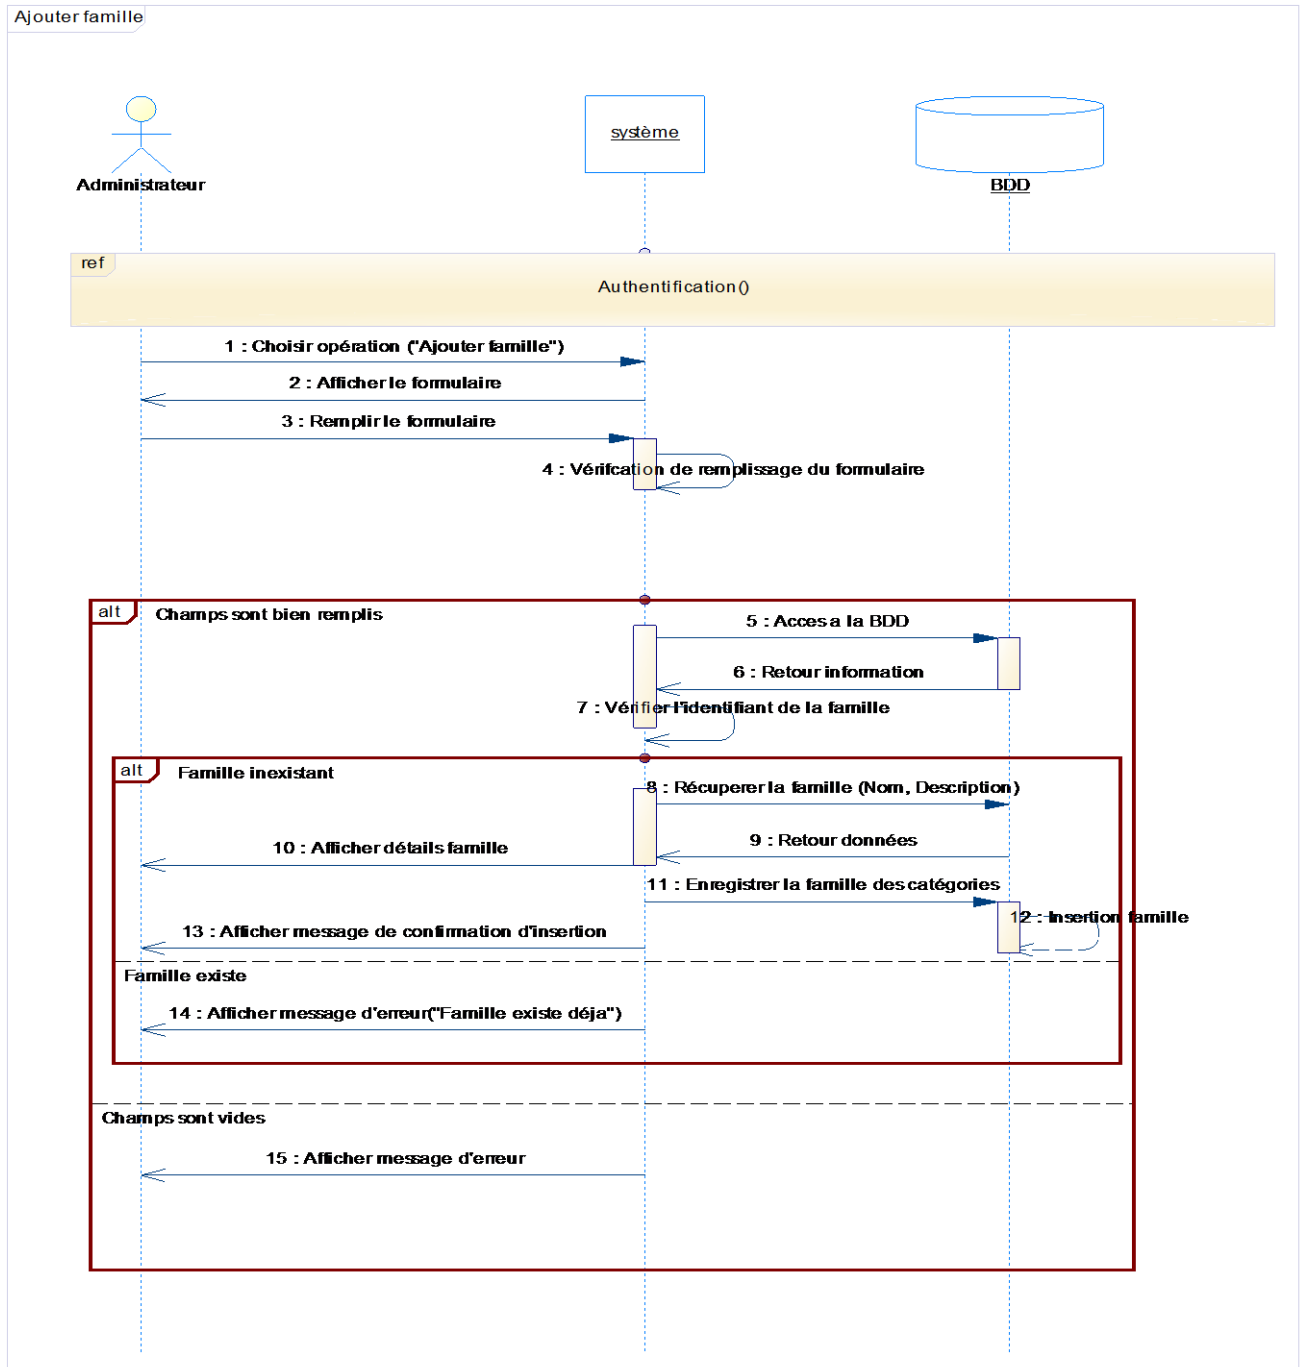 Ajouter famille
système
Administrateur
BDD
ref
Authentification()
1 : Choisir opération ("Ajouter famille")
2 : Afficher le formulaire
3 : Remplir le formulaire
4 : Vérifcation de remplissage du formulaire
alt
Champs sont bien remplis
5 : Acces a la BDD
6 : Retour information
7 : Vérifier l'identifiant de la famille
alt
Famille inexistant
8 : Récuperer la famille (Nom, Description)
9 : Retour données
10 : Afficher détails famille
11 : Enregistrer la famille des catégories
12 : Insertion famille
13 : Afficher message de confirmation d'insertion
Famille existe
14 : Afficher message d'erreur("Famille existe déja")
Champs sont vides
15 : Afficher message d'erreur